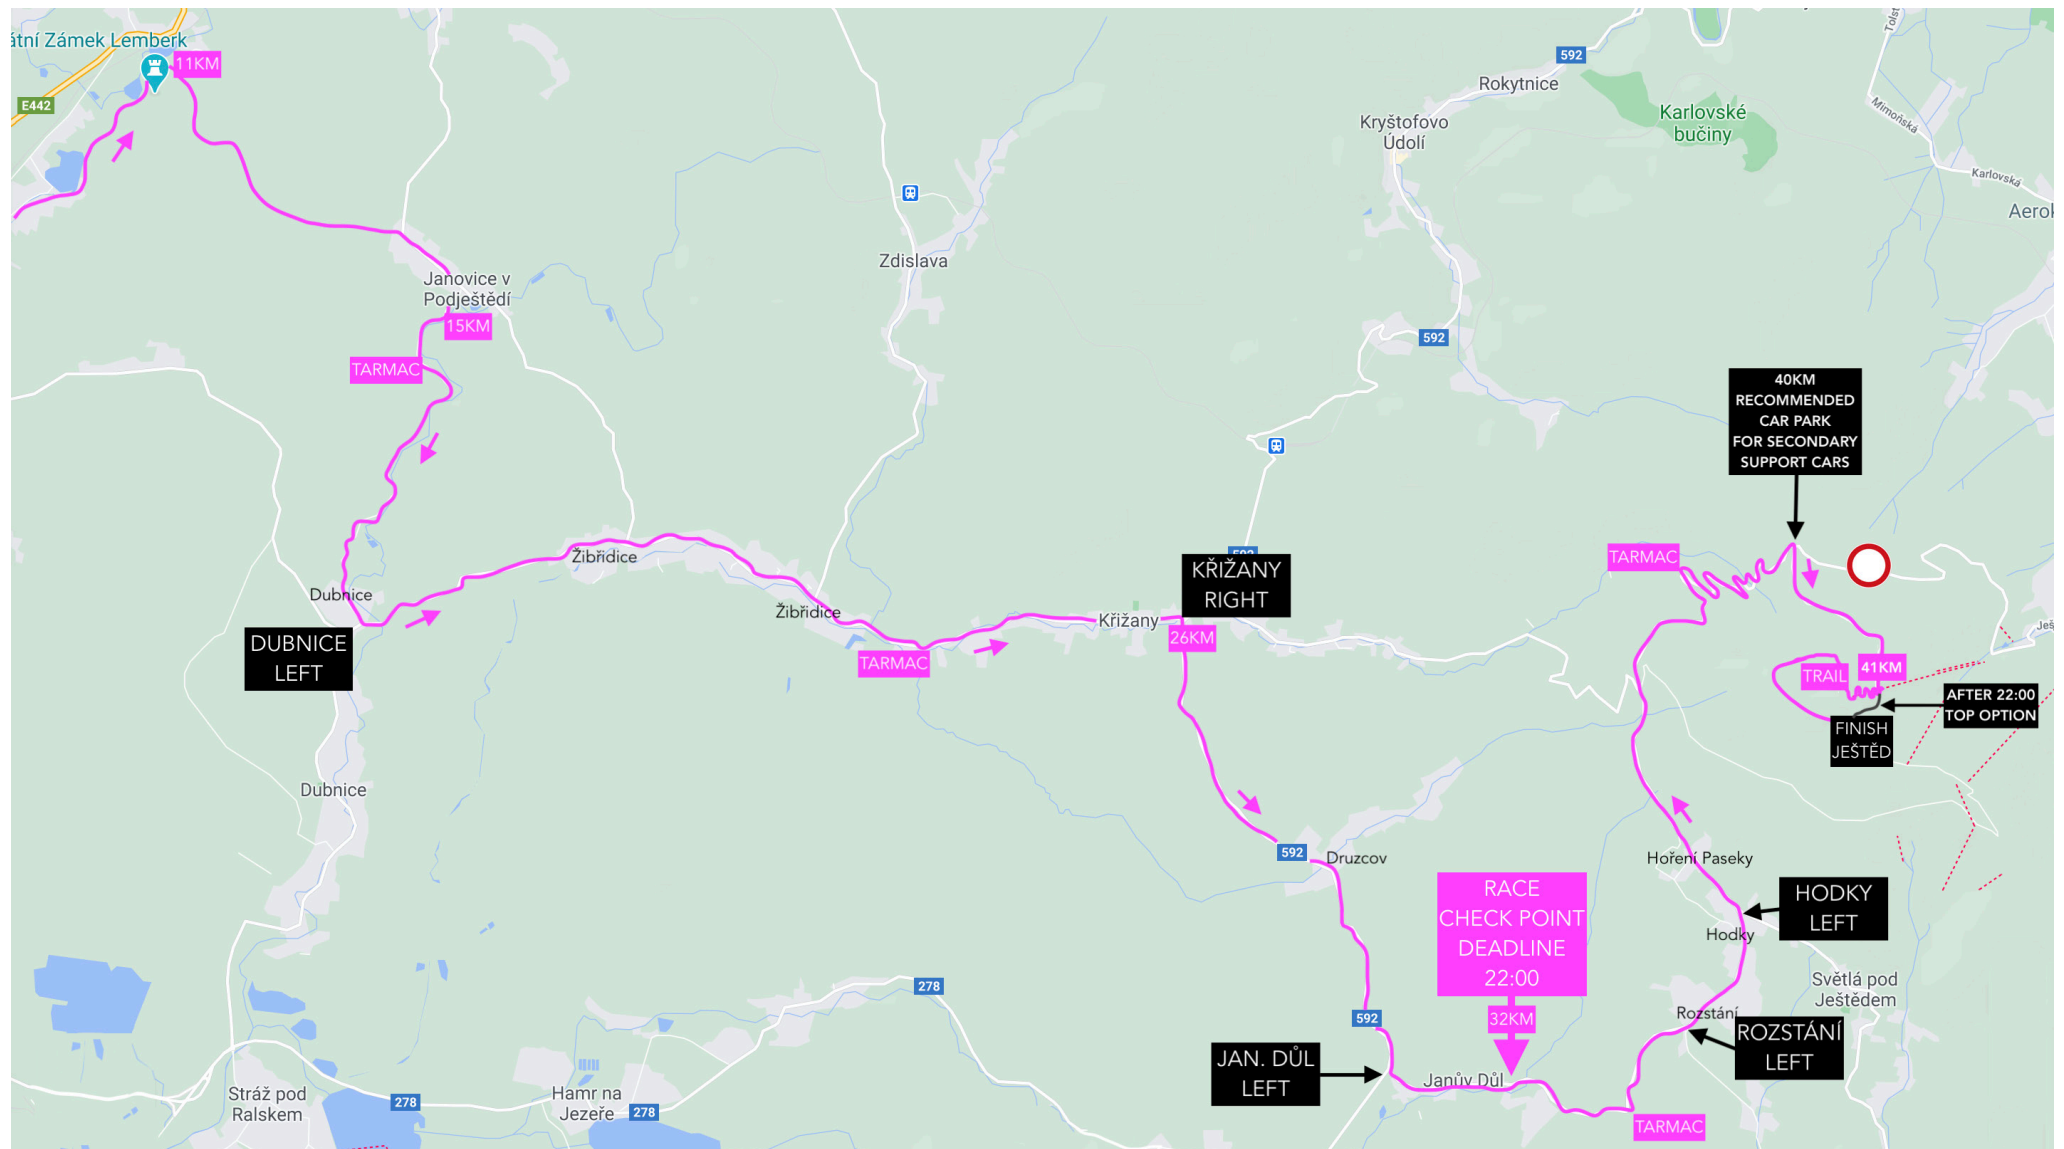 átní Zámek Lemberk
11KM
E442
592
Rokytnice
Karlovské
bučiny
Kryštofovo
Údolí
Mimoňská
Karlovská
Zdislava
Janovice v
Podještědí
15KM
TARMAC
592
40KM
RECOMMENDED
CAR PARK
FOR SECONDARY
SUPPORT CARS
Žibřidice
TARMAC
592
KŘIŽANY
RIGHT
Dubnice
Žibřidice
Křižany
26KM
TARMAC
DUBNICE
LEFT
41KM
TRAIL
AFTER 22:00
TOP OPTION
FINISH
JEŠTĚD
Dubnice
592
Druzcov
Hoření Paseky
RACE
CHECK POINT
DEADLINE
22:00
HODKY
LEFT
Hodky
278
Světlá pod
Ještědem
592
32KM
Rozstání
ROZSTÁNÍ
LEFT
JAN. DŮL
LEFT
Janův Důl
Stráž pod
Ralskem
278
Hamr na
Jezeře
278
TARMAC